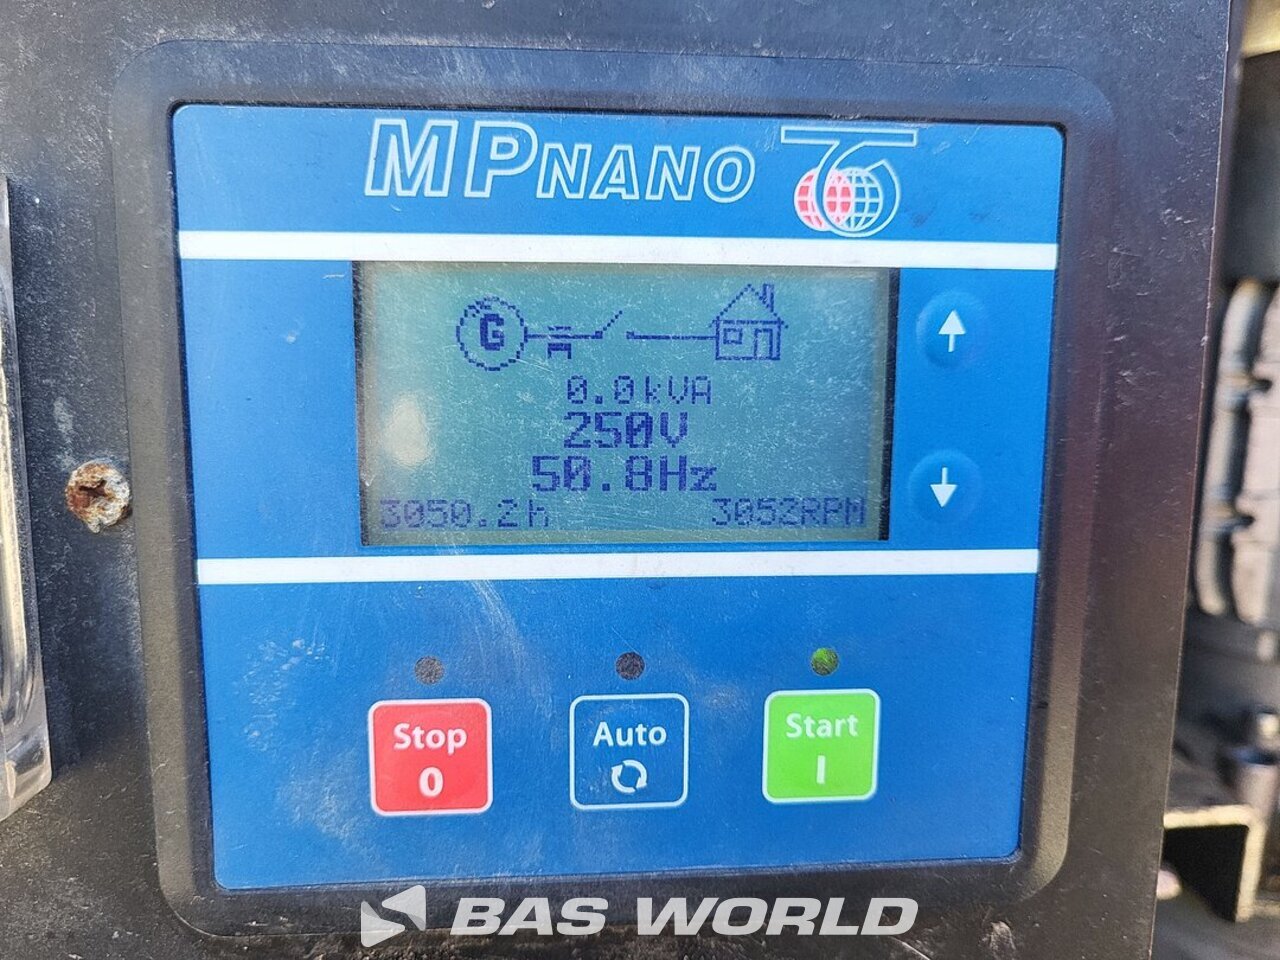 MPNANO
G
0.0kVA
250V
50.8Hz
3050.2h 3052RPM
Stop Auto Start
0 I
BAS WORLD